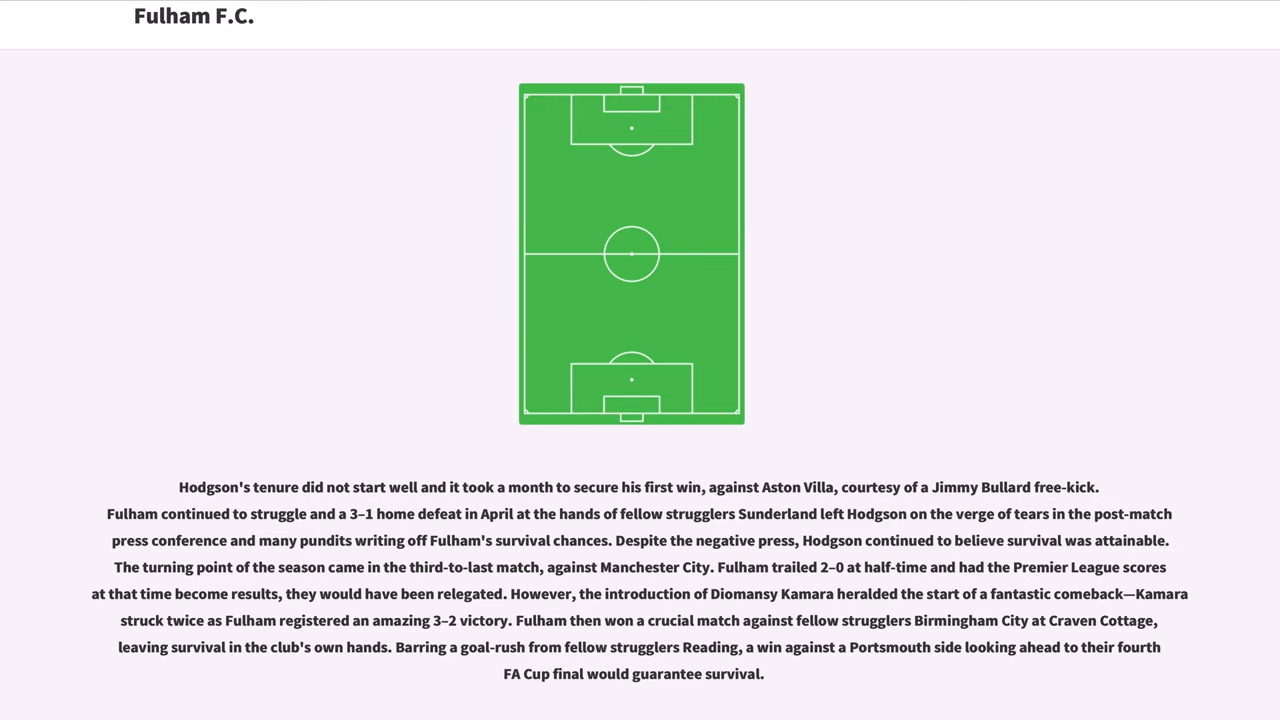 Fulham F.C.
Hodgson's tenure did not start well and it took a month to secure his first win, against Aston Villa, courtesy of a Jimmy Bullard free-kick.
Fulham continued to struggle and a 3–1 home defeat in April at the hands of fellow strugglers Sunderland left Hodgson on the verge of tears in the post-match
press conference and many pundits writing off Fulham's survival chances. Despite the negative press, Hodgson continued to believe survival was attainable.
The turning point of the season came in the third-to-last match, against Manchester City. Fulham trailed 2–0 at half-time and had the Premier League scores
at that time become results, they would have been relegated. However, the introduction of Diomansy Kamara heralded the start of a fantastic comeback—Kamara
struck twice as Fulham registered an amazing 3–2 victory. Fulham then won a crucial match against fellow strugglers Birmingham City at Craven Cottage,
leaving survival in the club's own hands. Barring a goal-rush from fellow strugglers Reading, a win against a Portsmouth side looking ahead to their fourth
FA Cup final would guarantee survival.